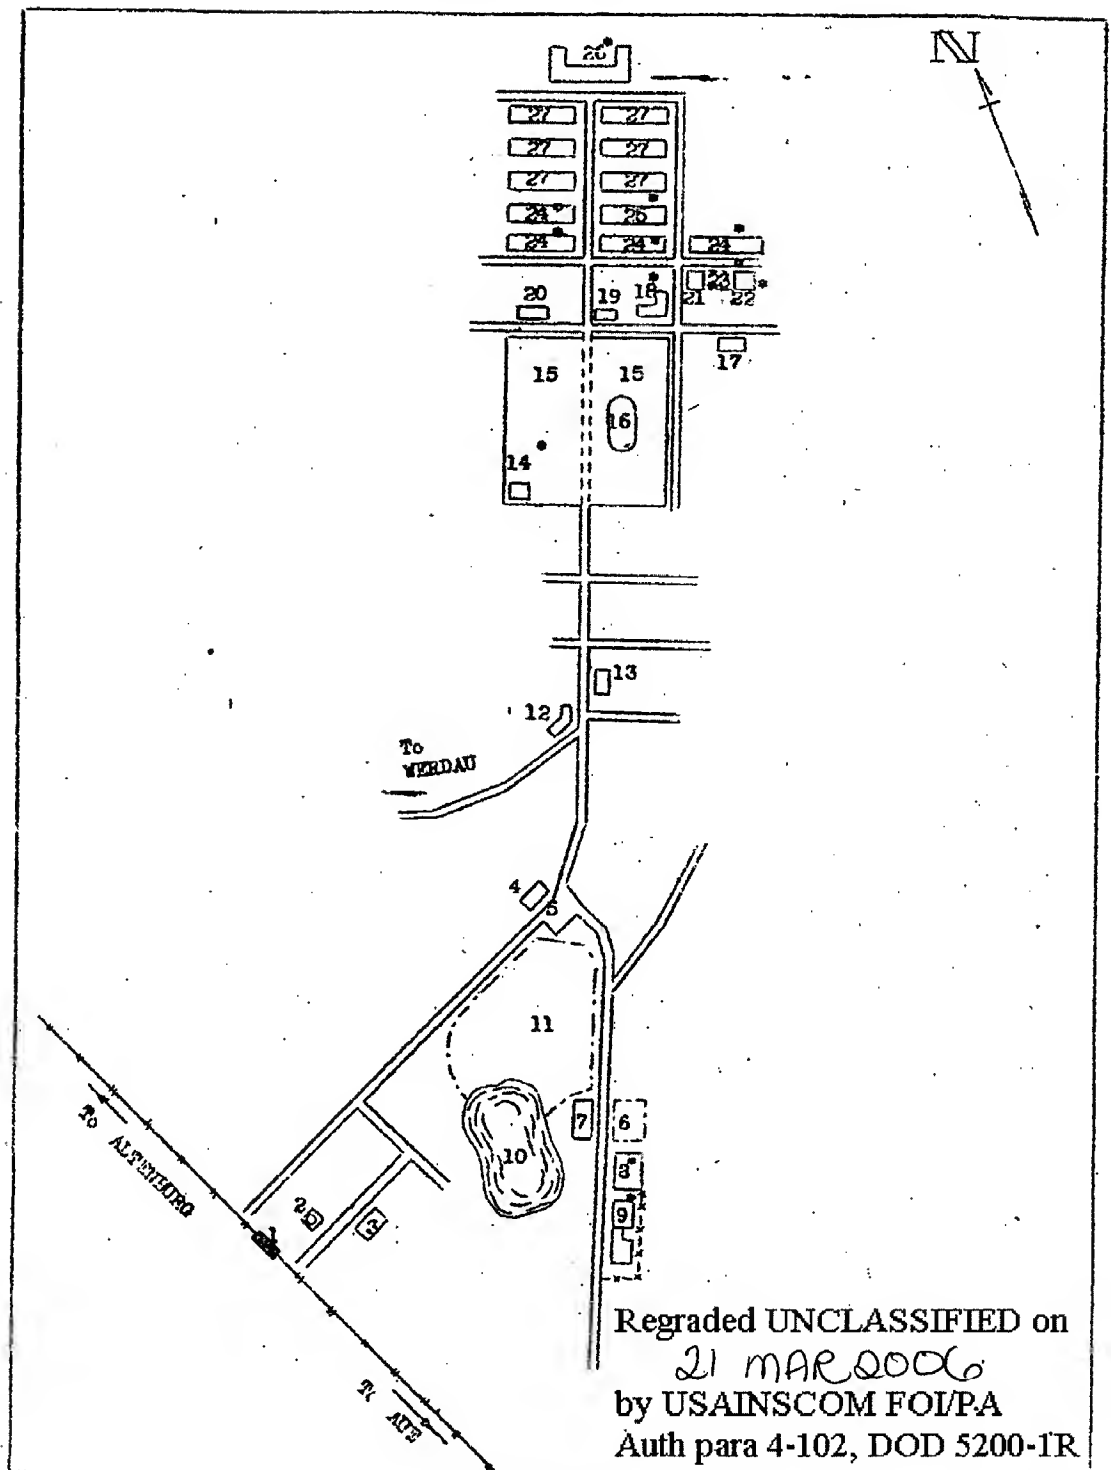 26
N
27 27
27 27
27 27
24 25
24 24 24
20 19 18 21 23 22
17
15 15
16
14
13
12
To
WERDAU
4
5
11
7 6
10 8
9
To ALTENBURG
2
3
1
To AUE
Regraded UNCLASSIFIED on
21 MAR 2006
by USAINSCOM FOI/PA
Auth para 4-102, DOD 5200-1R